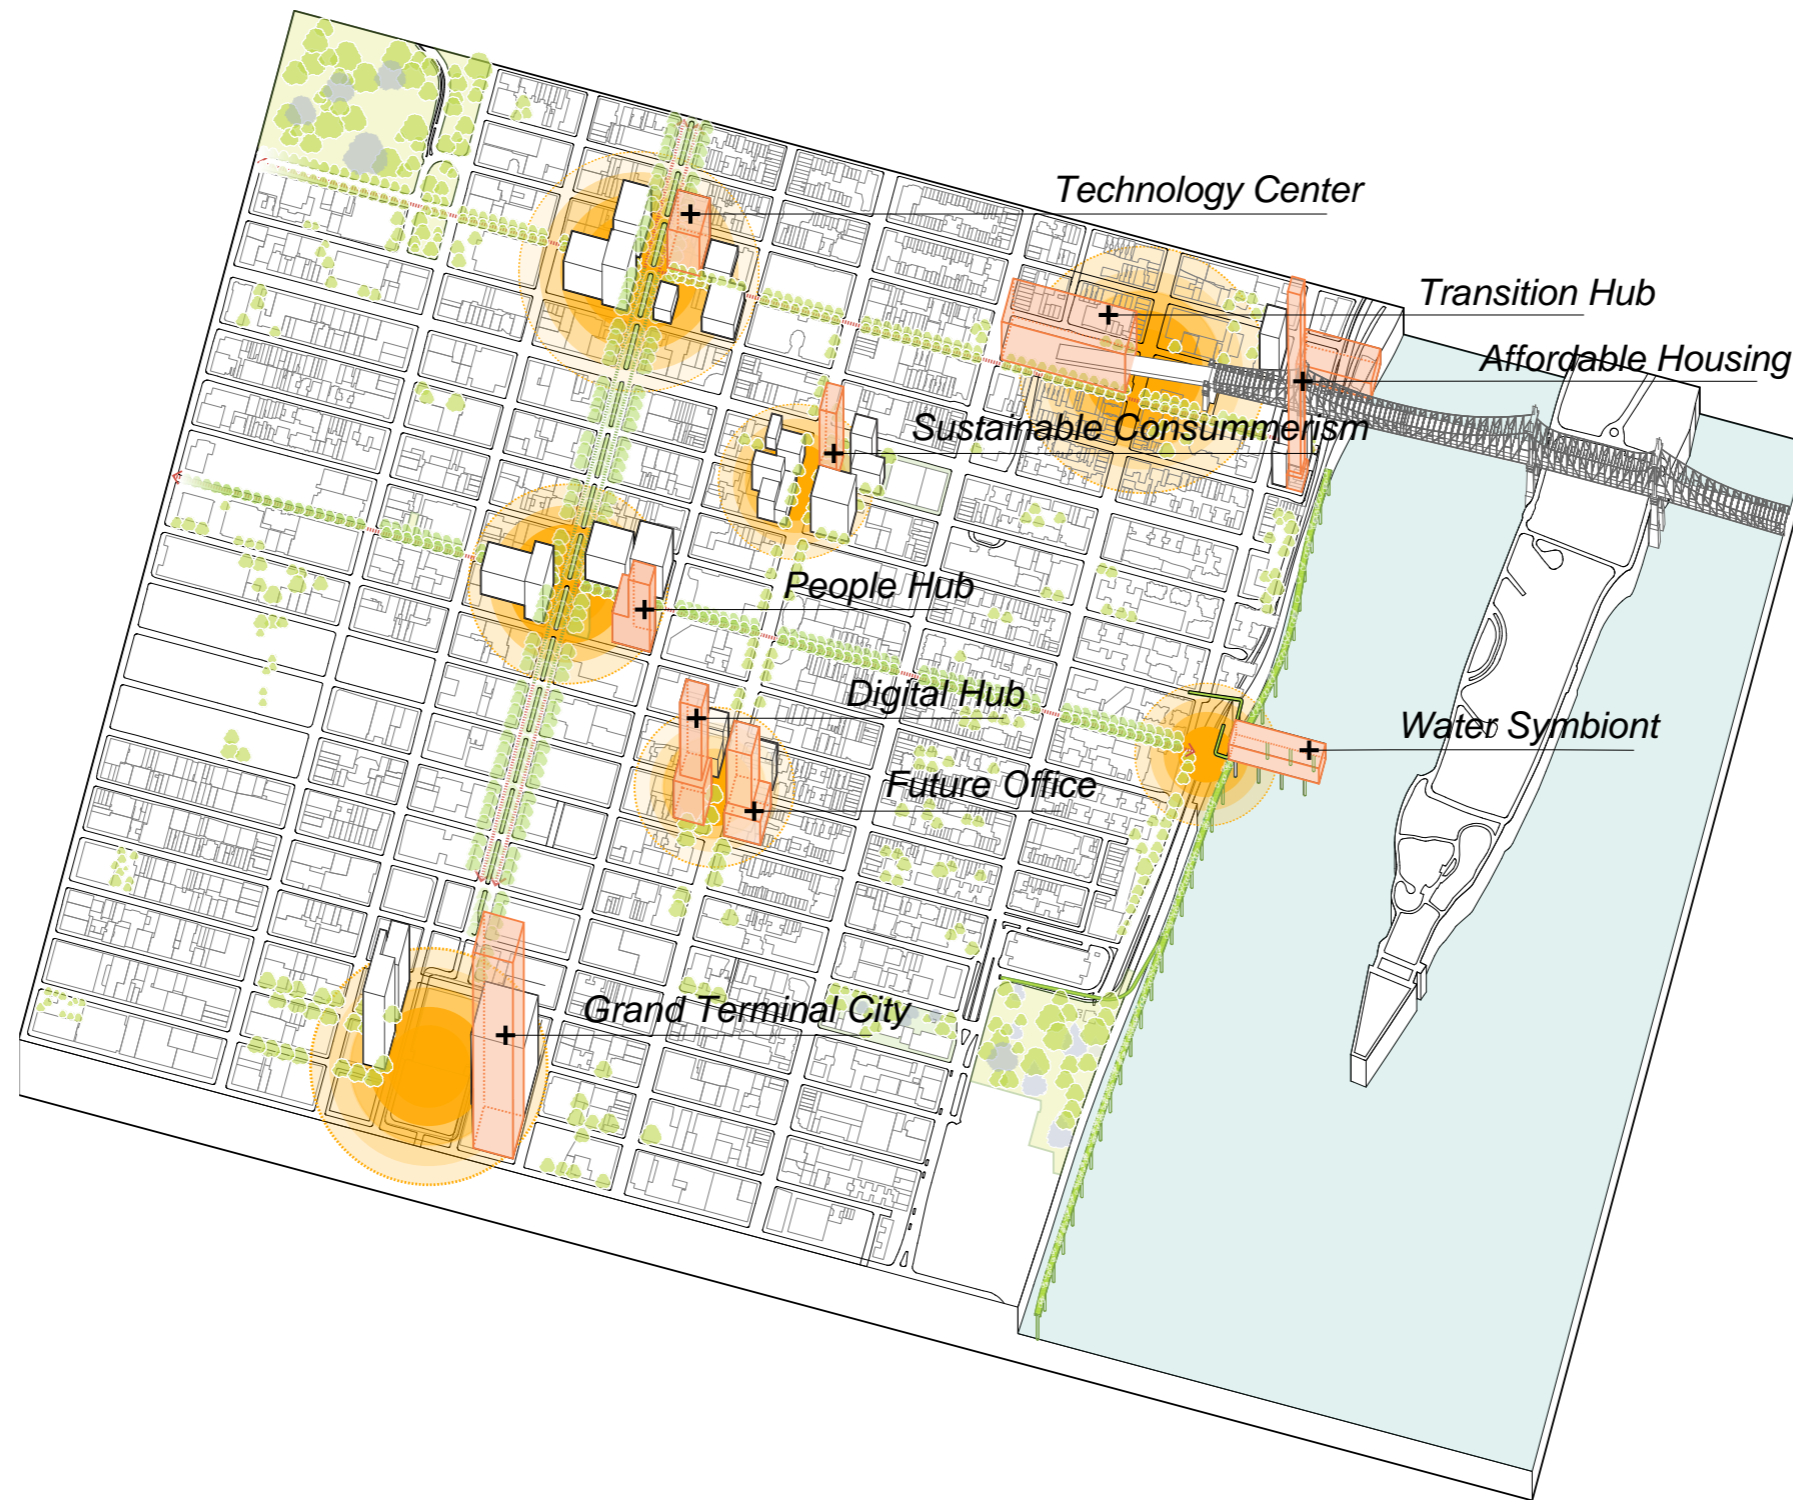 Technology Center
Transition Hub
Affordable Housing
Sustainable Consummerism
People Hub
Digital Hub
Water Symbiont
Future Office
Grand Terminal City